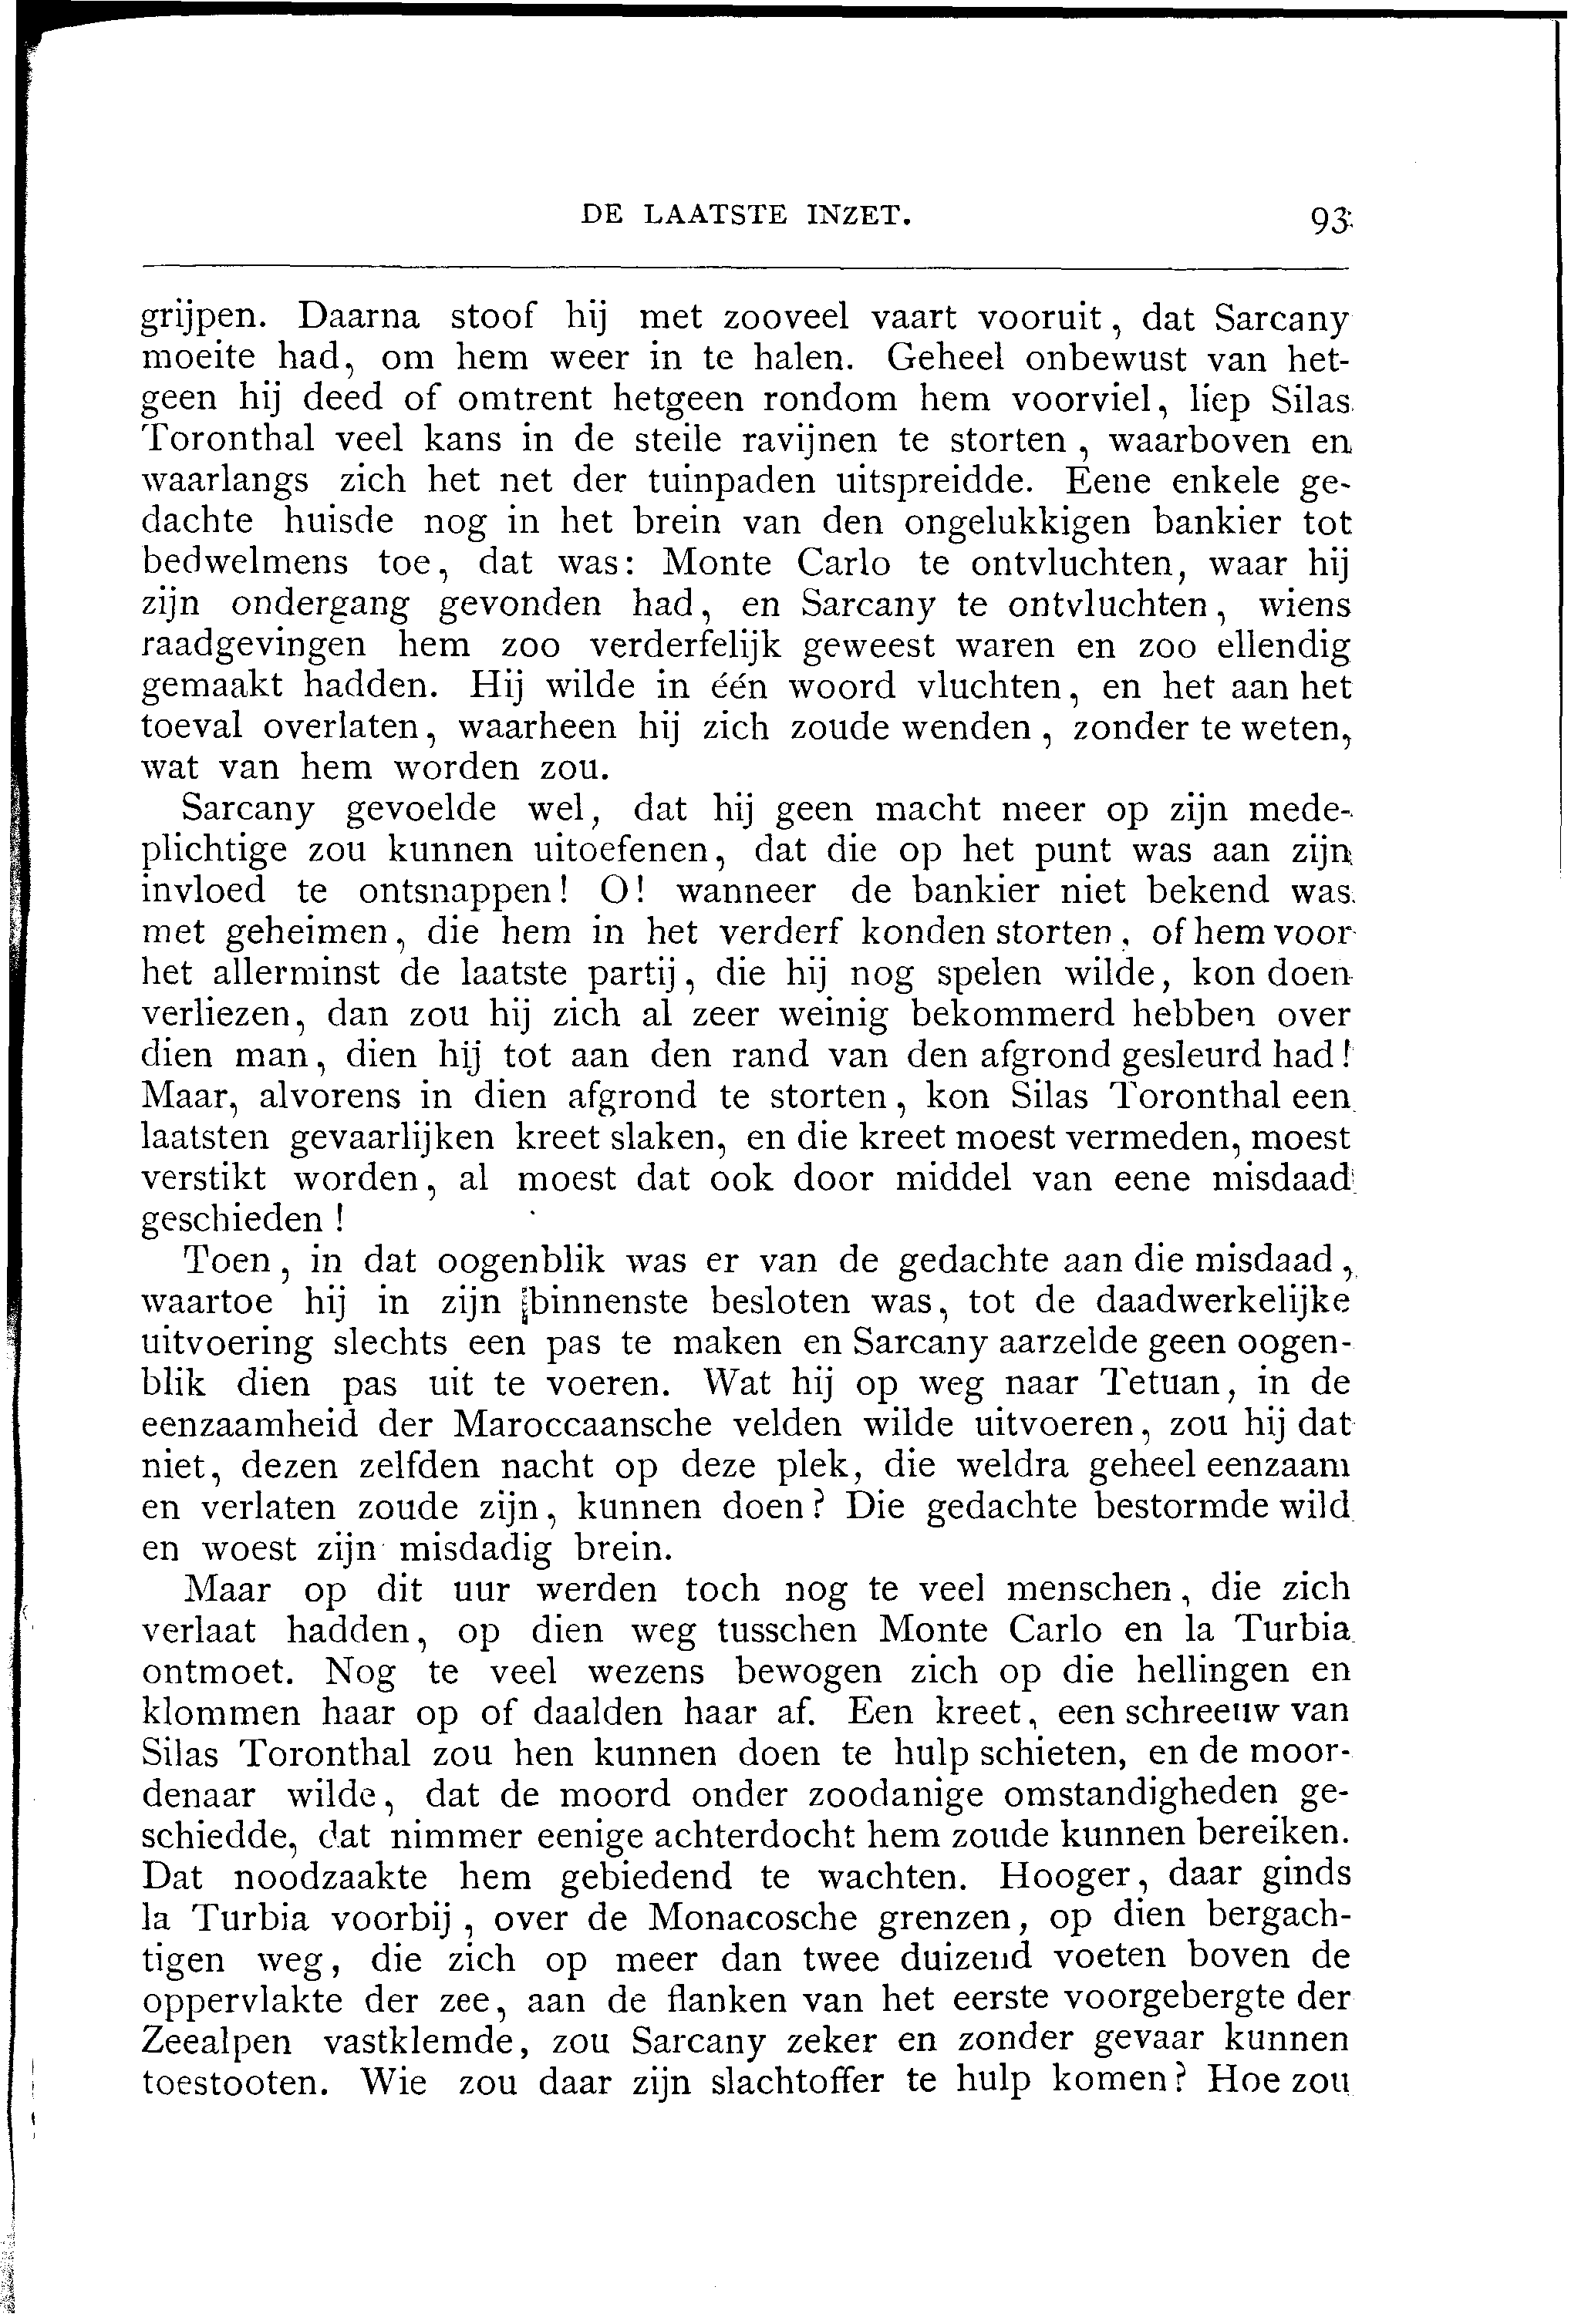 DE LAATSTE INZET. 93
grijpen. Daarna stoof hij met zooveel vaart vooruit, dat Sarcany
moeite had, om hem weer in te halen. Geheel onbewust van het-
geen hij deed of omtrent hetgeen rondom hem voorviel, liep Silas
Toronthal veel kans in de steile ravijnen te storten, waarboven en
waarlangs zich het net der tuinpaden uitspreidde. Eene enkele ge-
dachte huisde nog in het brein van den ongelukkigen bankier tot
bedwelmens toe, dat was: Monte Carlo te ontvluchten, waar hij
zijn ondergang gevonden had, en Sarcany te ontvluchten, wiens
raadgevingen hem zoo verderfelijk geweest waren en zoo ellendig
gemaakt hadden. Hij wilde in één woord vluchten, en het aan het
toeval overlaten, waarheen hij zich zoude wenden, zonder te weten,
wat van hem worden zou.
Sarcany gevoelde wel, dat hij geen macht meer op zijn mede-
plichtige zou kunnen uitoefenen, dat die op het punt was aan zijn
invloed te ontsnappen! O! wanneer de bankier niet bekend was
met geheimen, die hem in het verderf konden storten, of hem voor
het allerminst de laatste partij, die hij nog spelen wilde, kon doen
verliezen, dan zou hij zich al zeer weinig bekommerd hebben over
dien man, dien hij tot aan den rand van den afgrond gesleurd had!
Maar, alvorens in dien afgrond te storten, kon Silas Toronthal een
laatsten gevaarlijken kreet slaken, en die kreet moest vermeden, moest
verstikt worden, al moest dat ook door middel van eene misdaad
geschieden!
Toen, in dat oogenblik was er van de gedachte aan die misdaad,
waartoe hij in zijn binnenste besloten was, tot de daadwerkelijke
uitvoering slechts een pas te maken en Sarcany aarzelde geen oogen-
blik dien pas uit te voeren. Wat hij op weg naar Tetuan, in de
eenzaamheid der Maroccaansche velden wilde uitvoeren, zou hij dat
niet, dezen zelfden nacht op deze plek, die weldra geheel eenzaam
en verlaten zoude zijn, kunnen doen? Die gedachte bestormde wild
en woest zijn misdadig brein.
Maar op dit uur werden toch nog te veel menschen, die zich
verlaat hadden, op dien weg tusschen Monte Carlo en la Turbia
ontmoet. Nog te veel wezens bewogen zich op die hellingen en
klommen haar op of daalden haar af. Een kreet, een schreeuw van
Silas Toronthal zou hen kunnen doen te hulp schieten, en de moor-
denaar wilde, dat de moord onder zoodanige omstandigheden ge-
schiedde, dat nimmer eenige achterdocht hem zoude kunnen bereiken.
Dat noodzaakte hem gebiedend te wachten. Hooger, daar ginds
la Turbia voorbij, over de Monacosche grenzen, op dien bergach-
tigen weg, die zich op meer dan twee duizend voeten boven de
oppervlakte der zee, aan de flanken van het eerste voorgebergte der
Zeealpen vastklemde, zou Sarcany zeker en zonder gevaar kunnen
toestooten. Wie zou daar zijn slachtoffer te hulp komen? Hoe zou